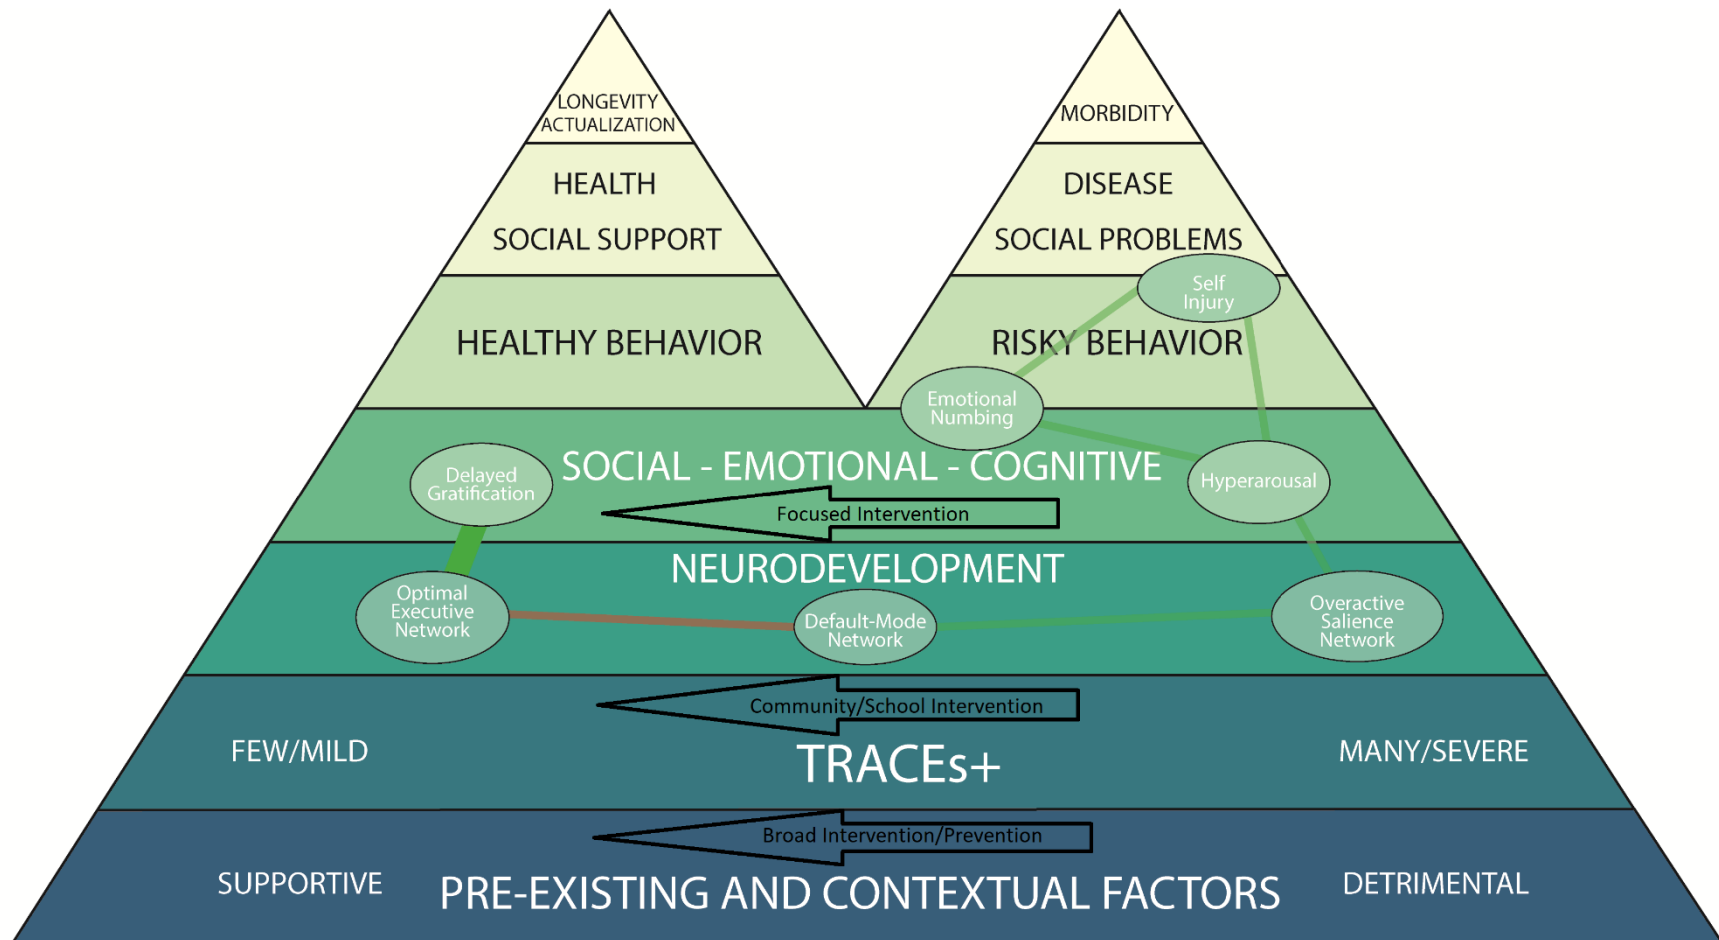 LONGEVITY
ACTUALIZATION
MORBIDITY
HEALTH
SOCIAL SUPPORT
DISEASE
SOCIAL PROBLEMS
Self
Injury
HEALTHY BEHAVIOR
RISKY BEHAVIOR
Emotional
Numbing
SOCIAL - EMOTIONAL - COGNITIVE
Delayed
Gratification
Hyperarousal
Focused Intervention
NEURODEVELOPMENT
Optimal
Executive
Network
Default-Mode
Network
Overactive
Salience
Network
Community/School Intervention
FEW/MILD
TRACEs+
MANY/SEVERE
Broad Intervention/Prevention
SUPPORTIVE
PRE-EXISTING AND CONTEXTUAL FACTORS
DETRIMENTAL